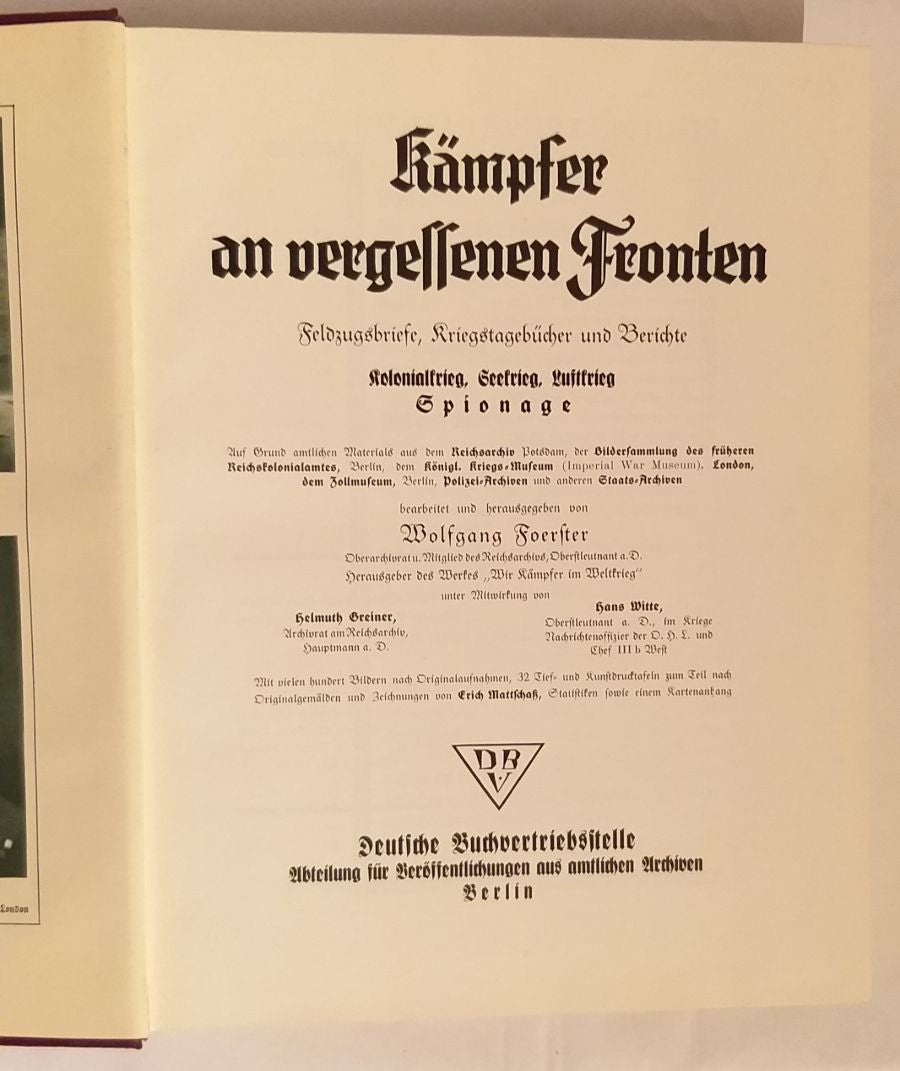 Kämpfer
an vergessenen Fronten
Feldzugsbriefe, Kriegstagebücher und Berichte
Kolonialkrieg, Seekrieg, Luftkrieg
Spionage
Auf Grund amtlichen Materials aus dem Reichsarchiv Potsdam, der Bildersammlung des früheren
Reichskolonialamtes, Berlin, dem Königl. Kriegs-Museum (Imperial War Museum), London,
dem Zollmuseum, Berlin, Polizei-Archiven und anderen Staats-Archiven
bearbeitet und herausgegeben von
Wolfgang Foerster
Oberarchivrat u. Mitglied des Reichsarchivs, Oberstleutnant a. D.
Herausgeber des Werkes „Wir Kämpfer im Weltkrieg“
unter Mitwirkung von
Helmuth Greiner,
Archivrat am Reichsarchiv,
Hauptmann a. D.
Hans Witte,
Oberstleutnant a. D., im Kriege
Nachrichtenoffizier der O. H. L. und
Chef III b West
Mit vielen hundert Bildern nach Originalaufnahmen, 32 Tief- und Kunstdrucktafeln zum Teil nach
Originalgemälden und Zeichnungen von Erich Mattschaß, Statistiken sowie einem Kartenanhang
DB
V
Deutsche Buchvertriebsstelle
Abteilung für Veröffentlichungen aus amtlichen Archiven
Berlin
London